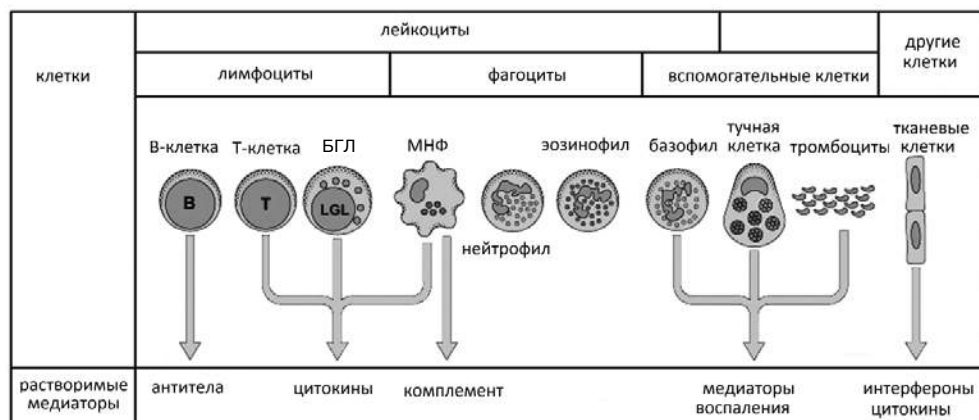 клетки
лейкоциты
другие
клетки
лимфоциты
фагоциты
вспомогательные клетки
В-клетка
Т-клетка
БГЛ
МНФ
нейтрофил
эозинофил
базофил
тучная
клетка
тромбоциты
тканевые
клетки
B
T
LGL
растворимые
медиаторы
антитела
цитокины
комплемент
медиаторы
воспаления
интерфероны
цитокины